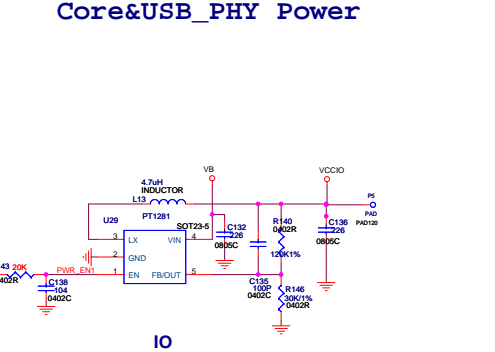 Core&USB_PHY Power
VB
VCCIO
4.7uH
INDUCTOR
L13
P5
PAD
PAD120
U29
PT1281
SOT23-5
C132
226
0805C
R140
0402R
120K1%
C136
226
0805C
3
LX
VIN
4
2
GND
1
EN
FB/OUT
5
43
20K
402R
PWR_EN1
C138
104
0402C
C135
100P
0402C
R146
30K/1%
0402R
IO